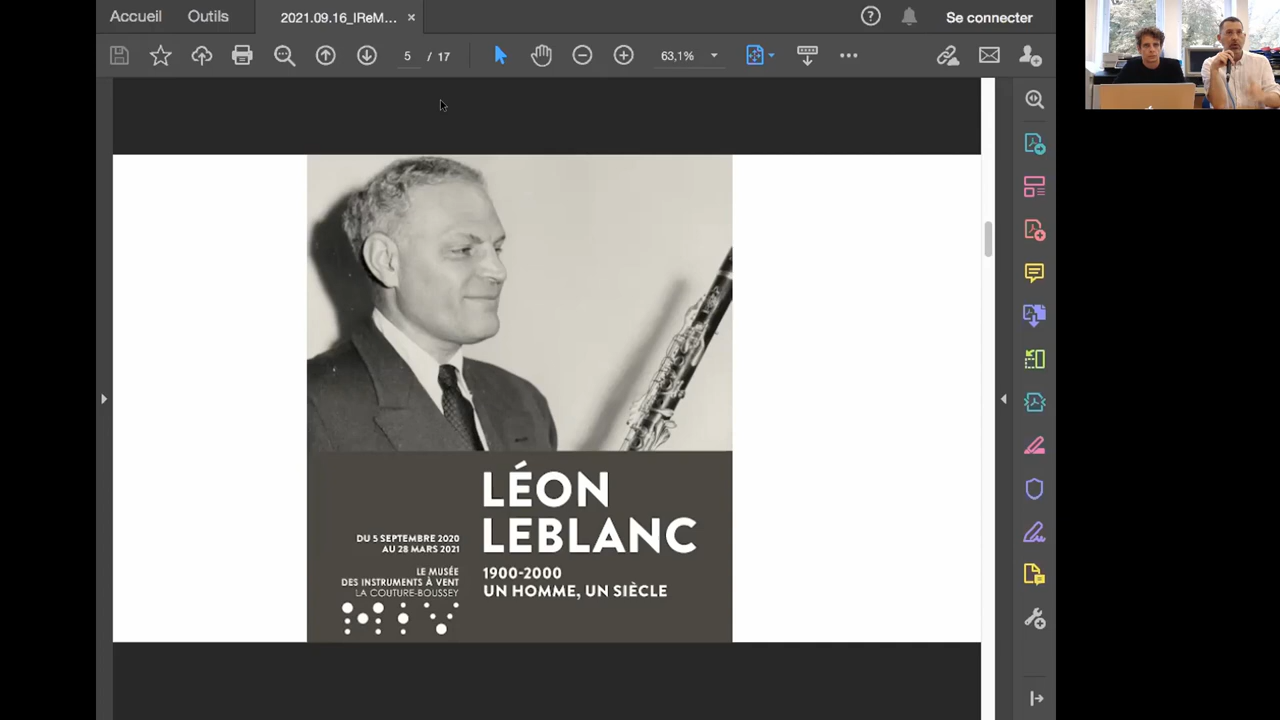 Accueil
Outils
2021.09.16_IReM...
Se connecter
5 / 17
63,1%
LÉON
LEBLANC
1900-2000
UN HOMME, UN SIÈCLE
DU 5 SEPTEMBRE 2020
AU 28 MARS 2021
LE MUSÉE
DES INSTRUMENTS À VENT
LA COUTURE-BOUSSEY
MIV